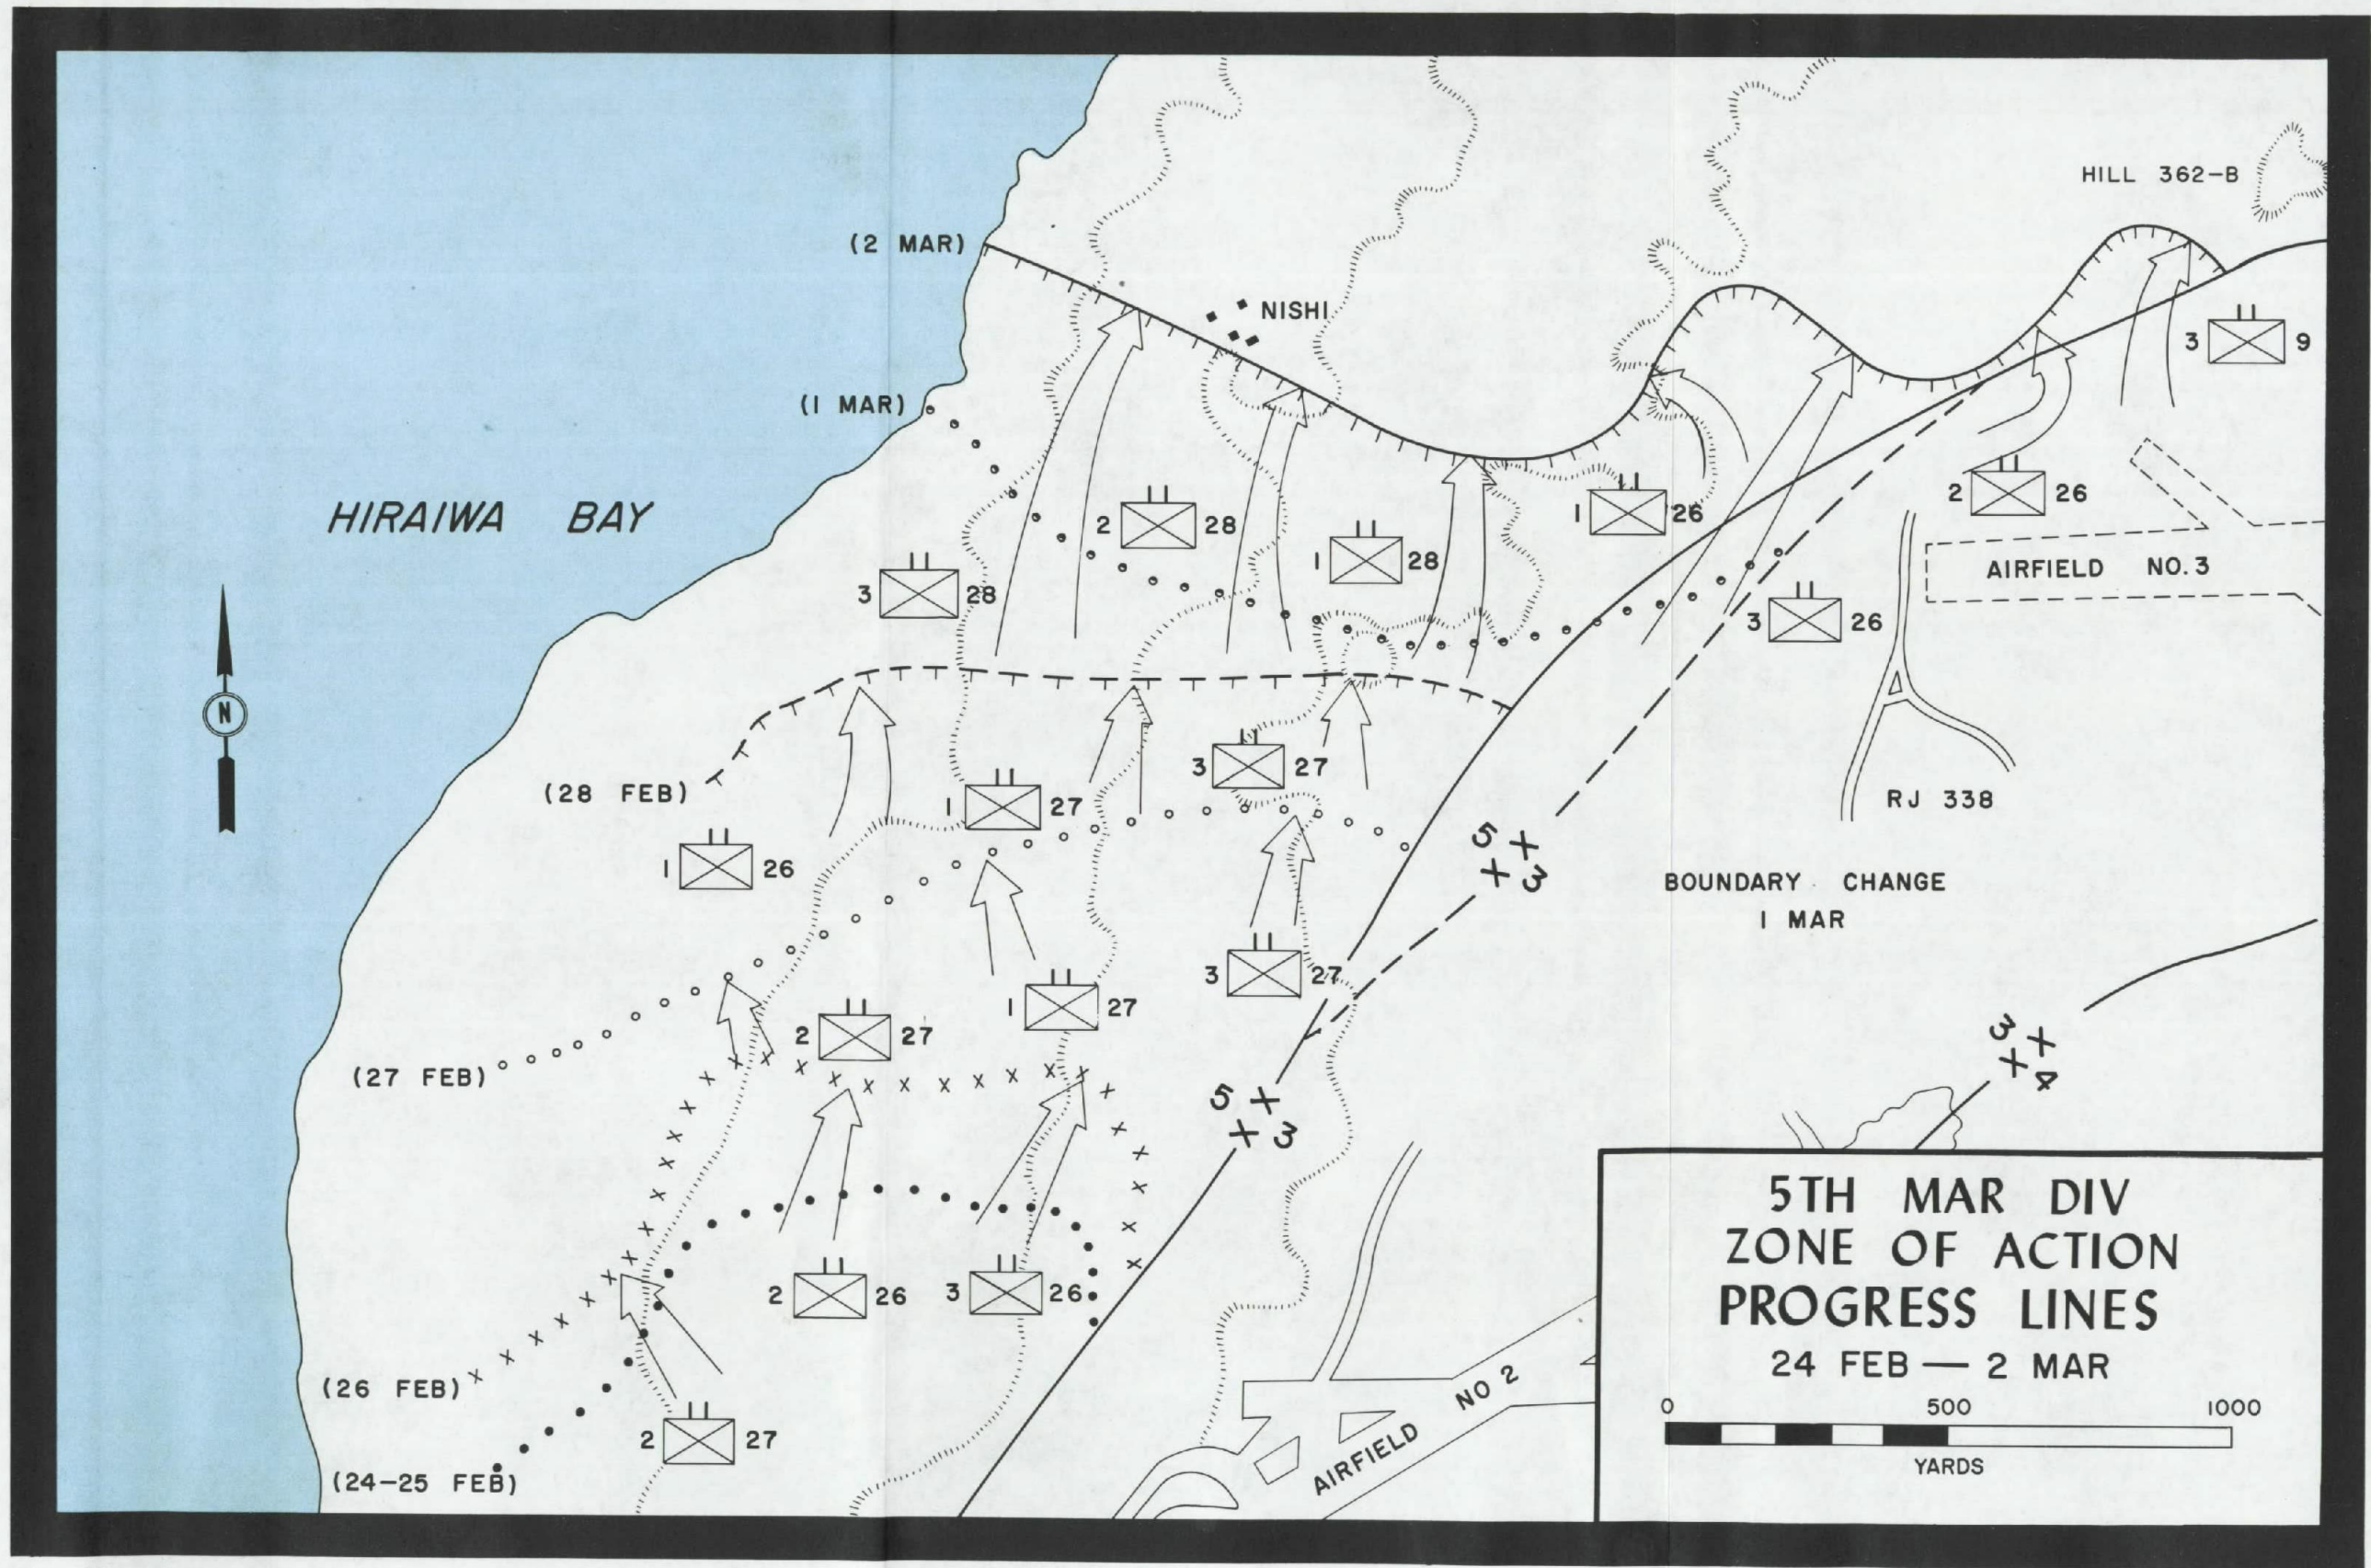 HILL 362-B
(2 MAR)
NISHI
3 9
(1 MAR)
2 26
1 26
HIRAIWA BAY
2 28
1 28
AIRFIELD NO. 3
3 28
3 26
N
3 27
(28 FEB)
1 27
RJ 338
5 3
1 26
BOUNDARY CHANGE
1 MAR
3 27
1 27
2 27
3 4
(27 FEB)
5 3
2 26
3 26
(26 FEB)
AIRFIELD NO 2
2 27
(24-25 FEB)
5TH MAR DIV
ZONE OF ACTION
PROGRESS LINES
24 FEB — 2 MAR
0 500 1000
YARDS